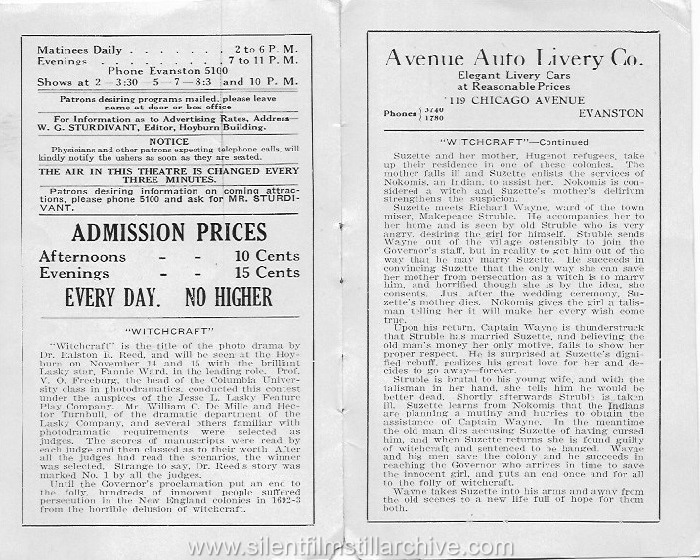 Matinees Daily . . . . . . . 2 to 6 P. M.
Evenings . . . . . . . . 7 to 11 P. M.
Phone Evanston 5100
Shows at 2—3:30—5—7—8:3 and 10 P. M.
Patrons desiring programs mailed, please leave
name at door or box office
For Information as to Advertising Rates, Address—
W. G. STURDIVANT, Editor, Hoyburn Building.
NOTICE
Physicians and other patrons expecting telephone calls, will
kindly notify the ushers as soon as they are seated.
THE AIR IN THIS THEATRE IS CHANGED EVERY
THREE MINUTES.
Patrons desiring information on coming attrac-
tions, please phone 5100 and ask for MR. STURDI-
VANT.
ADMISSION PRICES
Afternoons - - 10 Cents
Evenings - - 15 Cents
EVERY DAY. NO HIGHER
"WITCHCRAFT"
"Witchcraft" is the title of the photo drama by
Dr. Ralston E. Reed, and will be seen at the Hoy-
burn on November 14 and 15 with the brilliant
Lasky star, Fannie Ward, in the leading role. Prof.
V. O. Freeburg, the head of the Columbia Univer-
sity class in photodramatics, conducted this contest
under the auspices of the Jesse L. Lasky Feature
Play Company. Mr. William C. De Mille and Hec-
tor Turnbull, of the dramatic department of the
Lasky Company, and several others familiar with
photodramatic requirements were selected as
judges. The scores of manuscripts were read by
each judge and then classed as to their worth. After
all the judges had read the scenarios, the winner
was selected. Strange to say, Dr. Reed's story was
marked No. 1 by all the judges.
Until the Governor's proclamation put an end to
the folly, hundreds of innocent people suffered
persecution in the New England colonies in 1692-3
from the horrible delusion of witchcraft.
Avenue Auto Livery Co.
Elegant Livery Cars
at Reasonable Prices
119 CHICAGO AVENUE
Phones { 3740
1780 EVANSTON
"W TCHCRAFT"—Continued
Suzette and her mother, Hugenot refugees, take
up their residence in one of these colonies. The
mother falls ill and Suzette enlists the services of
Nokomis, an Indian, to assist her. Nokomis is con-
sidered a witch and Suzette's mother's delirium
strengthens the suspicion.
Suzette meets Richard Wayne, ward of the town
miser, Makepeace Struble. He accompanies her to
her home and is seen by old Struble who is very
angry, desiring the girl for himself. Struble sends
Wayne out of the village ostensibly to join the
Governor's staff, but in reality to get him out of the
way that he may marry Suzette. He succeeds in
convincing Suzette that the only way she can save
her mother from persecution as a witch is to marry
him, and horrified though she is by the idea, she
consents. Jus after the wedding ceremony, Su-
zette's mother dies. Nokomis gives the girl a talis-
man telling her it will make her every wish come
true.
Upon his return, Captain Wayne is thunderstruck
that Struble has married Suzette, and believing the
old man's money her only motive, fails to show her
proper respect. He is surprised at Suzette's digni-
fied rebuff, realizes his great love for her and de-
cides to go away—forever.
Struble is brutal to his young wife, and with the
talisman in her hand, she tells him he would be
better dead. Shortly afterwards Struble is taken
ill. Suzette learns from Nokomis that the Indians
are planning a mutiny and hurries to obtain the
assistance of Captain Wayne. In the meantime
the old man dies accusing Suzette of having cursed
him, and when Suzette returns she is found guilty
of witchcraft and sentenced to be hanged. Wayne
and his men save the colony and he succeeds in
reaching the Governor who arrives in time to save
the innocent girl, and puts an end once and for all
to the folly of witchcraft.
Wayne takes Suzette into his arms and away from
the old scenes to a new life full of hope for them
both.
www.silentfilmstillarchive.com